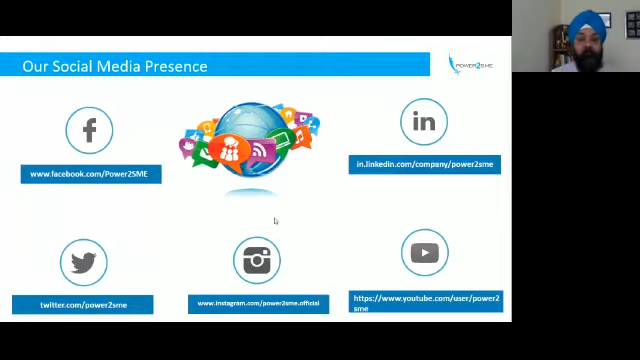 Our Social Media Presence
POWER2SME
f
in
www.facebook.com/Power2SME
in.linkedin.com/company/power2sme
twitter.com/power2sme
www.instagram.com/power2sme.official
https://www.youtube.com/user/power2
sme